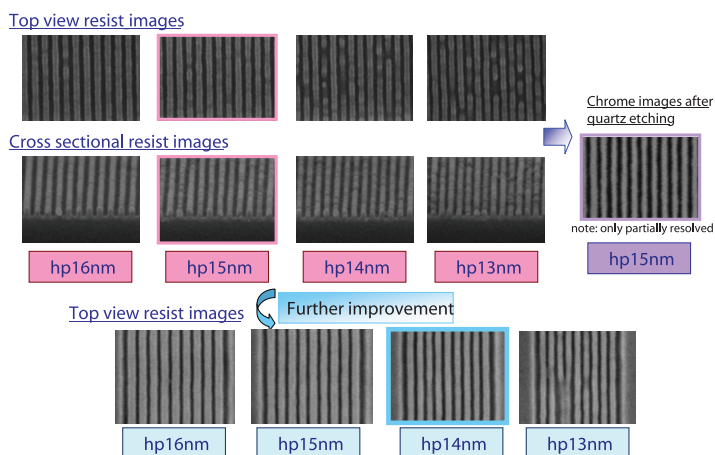 Top view resist images
Cross sectional resist images
Chrome images after
quartz etching
note: only partially resolved
hp16nm
hp15nm
hp14nm
hp13nm
hp15nm
Further improvement
Top view resist images
hp16nm
hp15nm
hp14nm
hp13nm